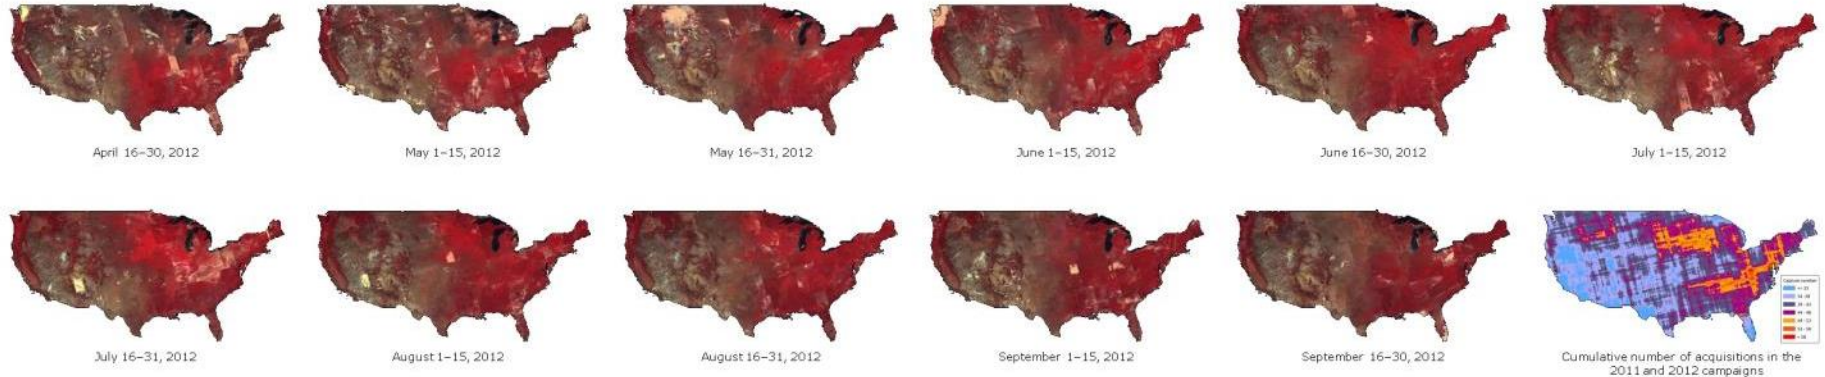 April 16–30, 2012
May 1–15, 2012
May 16–31, 2012
June 1–15, 2012
June 16–30, 2012
July 1–15, 2012
July 16–31, 2012
August 1–15, 2012
August 16–31, 2012
September 1–15, 2012
September 16–30, 2012
Cumulative number of acquisitions in the
2011 and 2012 campaigns